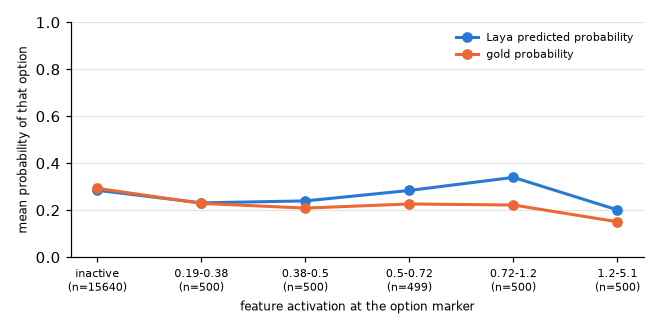 Laya predicted probability
gold probability
mean probability of that option
1.0
0.8
0.6
0.4
0.2
0.0
inactive
(n=15640)
0.19-0.38
(n=500)
0.38-0.5
(n=500)
0.5-0.72
(n=499)
0.72-1.2
(n=500)
1.2-5.1
(n=500)
feature activation at the option marker